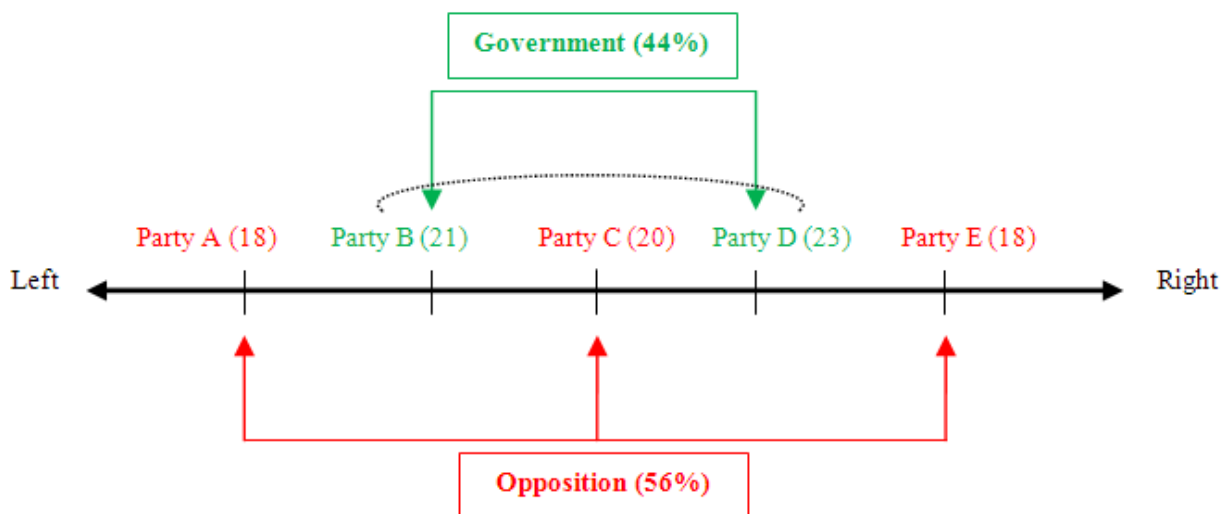 Government (44%)
Party A (18) Party B (21) Party C (20) Party D (23) Party E (18)
Left Right
Opposition (56%)